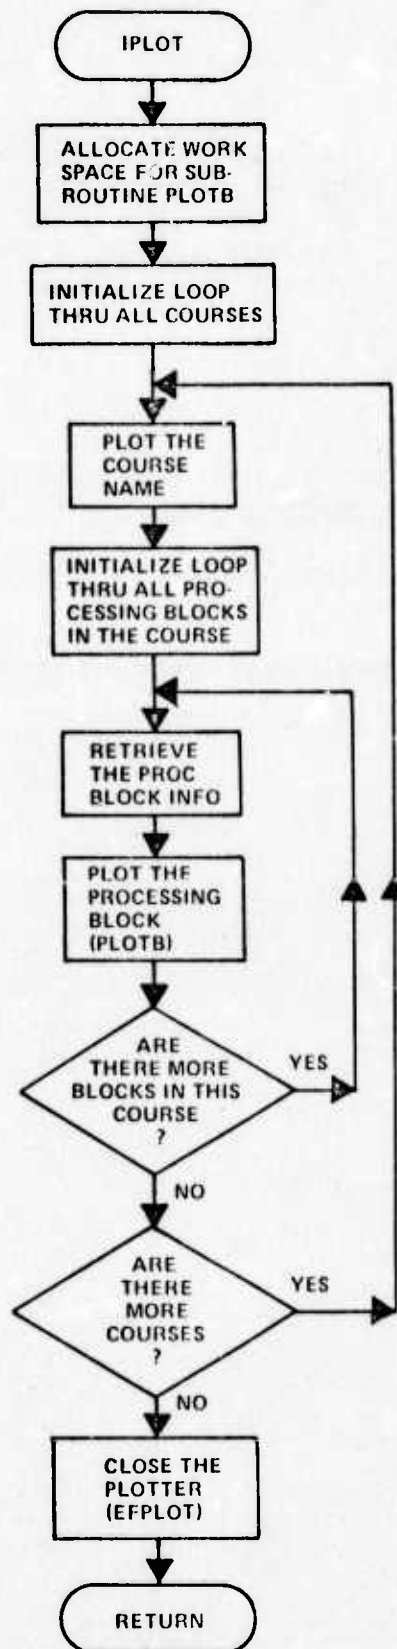 IPLOT
ALLOCATE WORK
SPACE FOR SUB-
ROUTINE PLOTB
INITIALIZE LOOP
THRU ALL COURSES
PLOT THE
COURSE
NAME
INITIALIZE LOOP
THRU ALL PRO-
CESSING BLOCKS
IN THE COURSE
RETRIEVE
THE PROC
BLOCK INFO
PLOT THE
PROCESSING
BLOCK
(PLOTB)
ARE
THERE MORE
BLOCKS IN THIS
COURSE
?
YES
NO
ARE
THERE
MORE
COURSES
?
YES
NO
CLOSE THE
PLOTTER
(EFPLOT)
RETURN